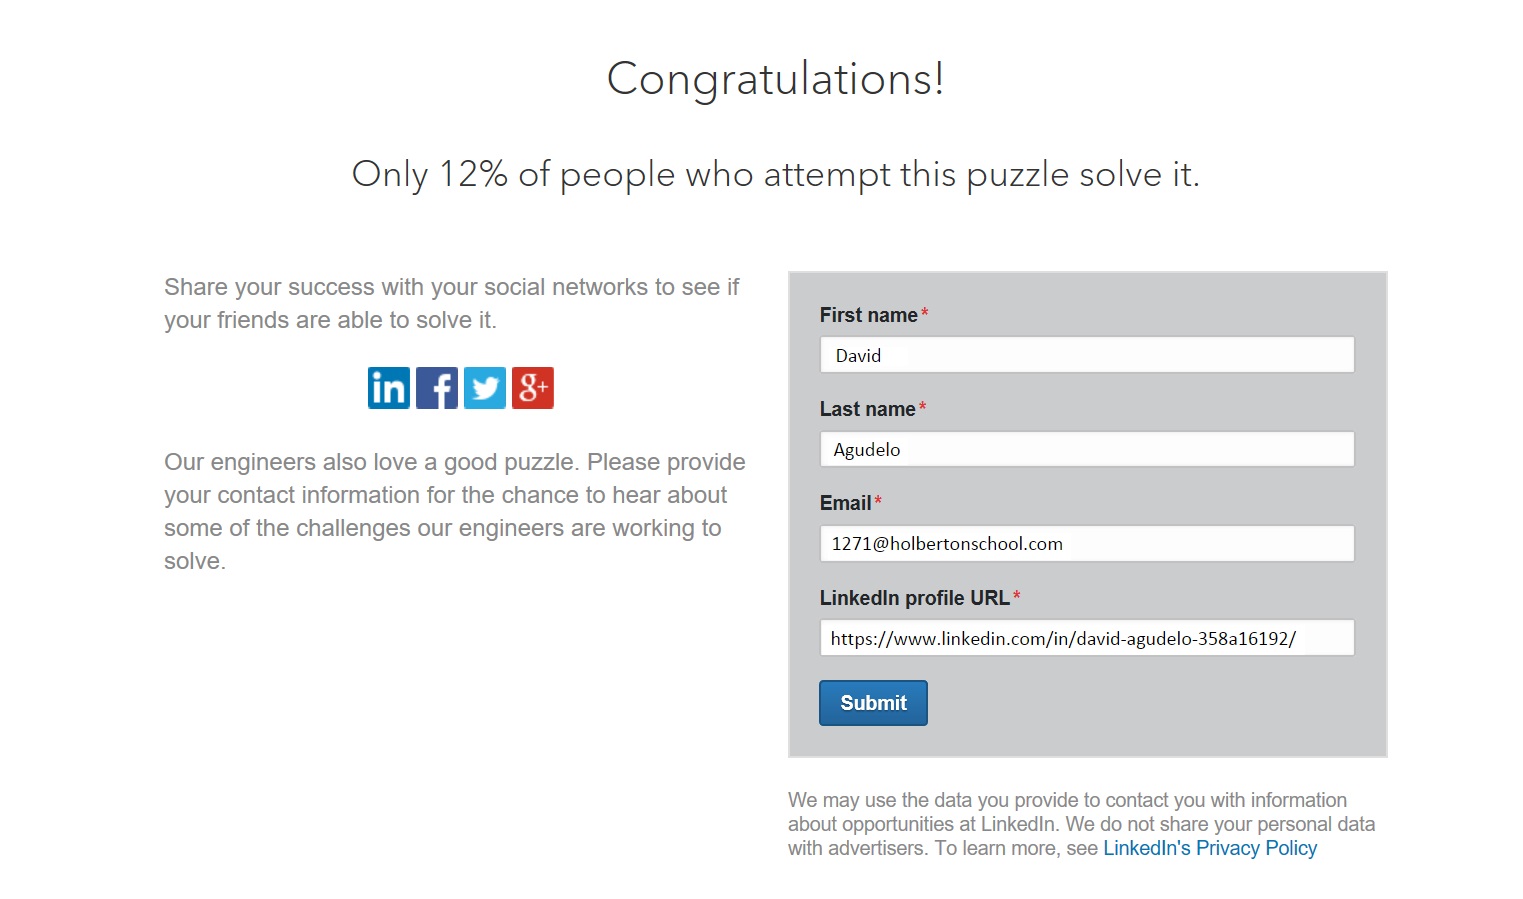 Congratulations!
Only 12% of people who attempt this puzzle solve it.
Share your success with your social networks to see if
your friends are able to solve it.
in f g+
Our engineers also love a good puzzle. Please provide
your contact information for the chance to hear about
some of the challenges our engineers are working to
solve.
First name*
David
Last name*
Agudelo
Email*
1271@holbertonschool.com
LinkedIn profile URL*
https://www.linkedin.com/in/david-agudelo-358a16192/
Submit
We may use the data you provide to contact you with information
about opportunities at LinkedIn. We do not share your personal data
with advertisers. To learn more, see LinkedIn's Privacy Policy